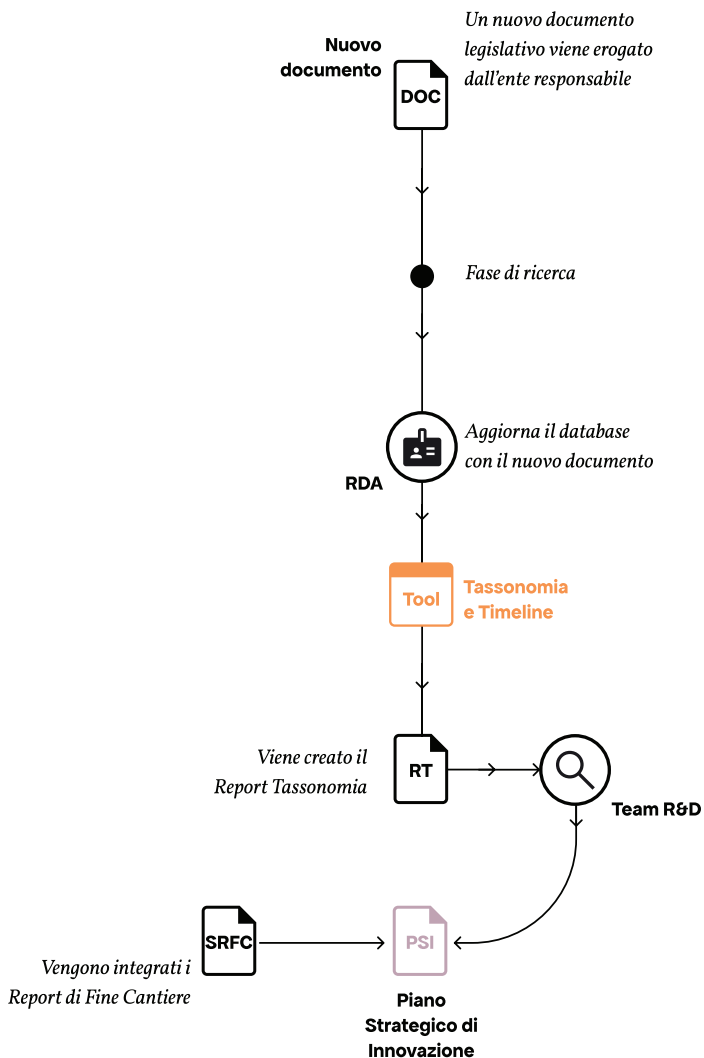 Nuovo
documento
DOC
Un nuovo documento
legislativo viene erogato
dall'ente responsabile
Fase di ricerca
Aggiorna il database
con il nuovo documento
RDA
Tool
Tassonomia
e Timeline
Viene creato il
Report Tassonomia
RT
Team R&D
SRFC
Vengono integrati i
Report di Fine Cantiere
PSI
Piano
Strategico di
Innovazione